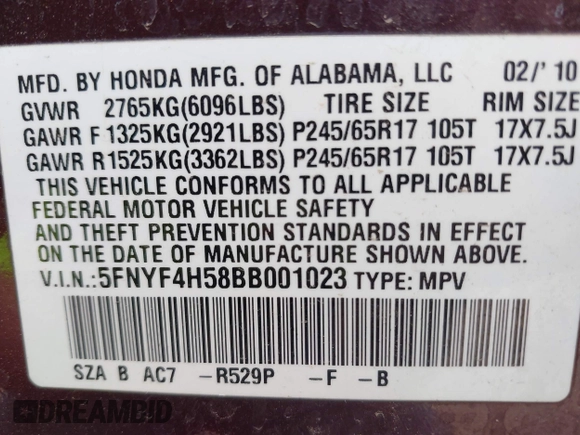 MFD. BY HONDA MFG. OF ALABAMA, LLC 02/' 10
GVWR 2765KG(6096LBS) TIRE SIZE RIM SIZE
GAWR F 1325KG(2921LBS) P245/65R17 105T 17X7.5J
GAWR R 1525KG(3362LBS) P245/65R17 105T 17X7.5J
THIS VEHICLE CONFORMS TO ALL APPLICABLE
FEDERAL MOTOR VEHICLE SAFETY
AND THEFT PREVENTION STANDARDS IN EFFECT
ON THE DATE OF MANUFACTURE SHOWN ABOVE.
V.I.N.:5FNYF4H58BB001023 TYPE: MPV
SZA B AC7 -R529P -F -B
DREAMBID